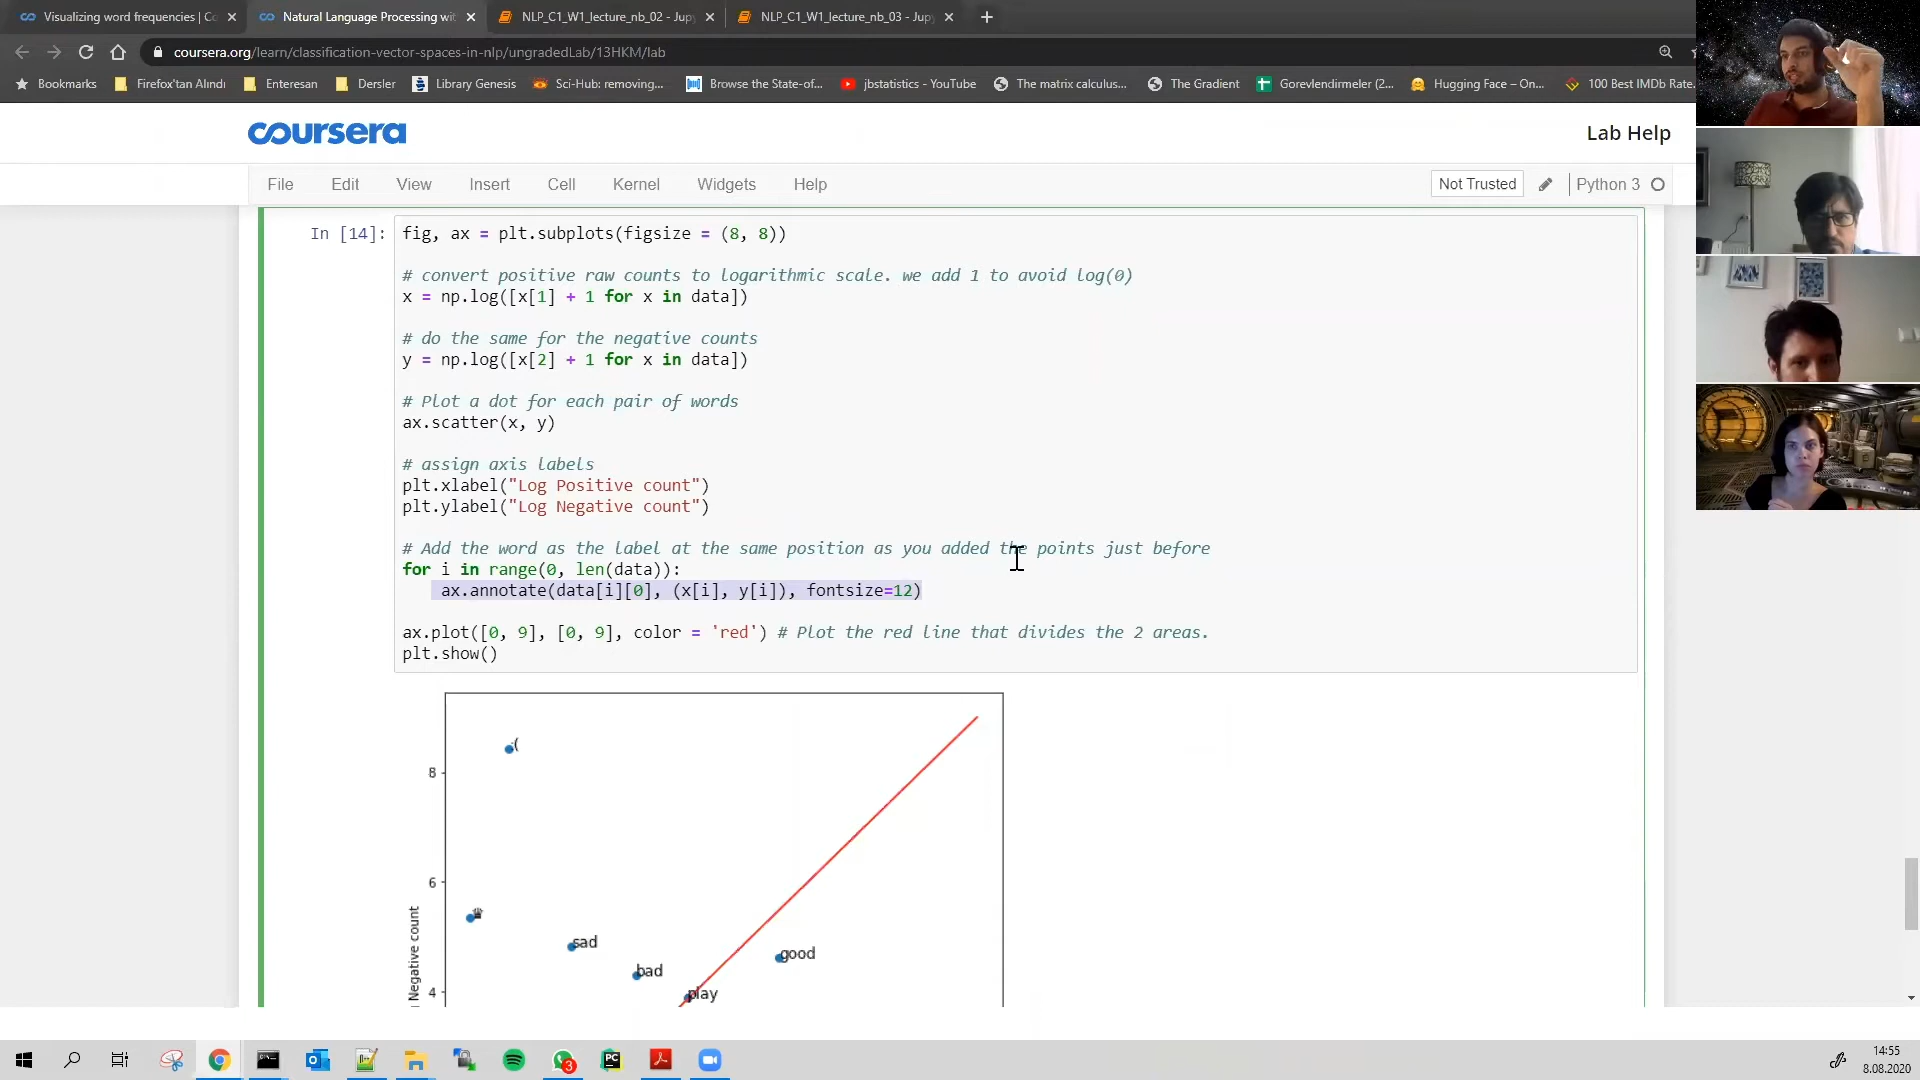 Visualizing word frequencies | Co
Natural Language Processing wit
NLP_C1_W1_lecture_nb_02 - Jupy
NLP_C1_W1_lecture_nb_03 - Jupy
coursera.org/learn/classification-vector-spaces-in-nlp/ungradedLab/13HKM/lab
Bookmarks
Firefox'tan Alındı
Enteresan
Dersler
Library Genesis
Sci-Hub: removing...
Browse the State-of...
jbstatistics - YouTube
The matrix calculus...
The Gradient
Gorevlendirmeler (2...
Hugging Face – On...
100 Best IMDb Rate
coursera
Lab Help
File
Edit
View
Insert
Cell
Kernel
Widgets
Help
Not Trusted
Python 3
In [14]:
fig, ax = plt.subplots(figsize = (8, 8))
# convert positive raw counts to logarithmic scale. we add 1 to avoid log(0)
x = np.log([x[1] + 1 for x in data])
# do the same for the negative counts
y = np.log([x[2] + 1 for x in data])
# Plot a dot for each pair of words
ax.scatter(x, y)
# assign axis labels
plt.xlabel("Log Positive count")
plt.ylabel("Log Negative count")
# Add the word as the label at the same position as you added the points just before
for i in range(0, len(data)):
ax.annotate(data[i][0], (x[i], y[i]), fontsize=12)
ax.plot([0, 9], [0, 9], color = 'red') # Plot the red line that divides the 2 areas.
plt.show()
:(
8
6
sad
good
bad
play
4
Negative count
3
PC
14:55
8.08.2020